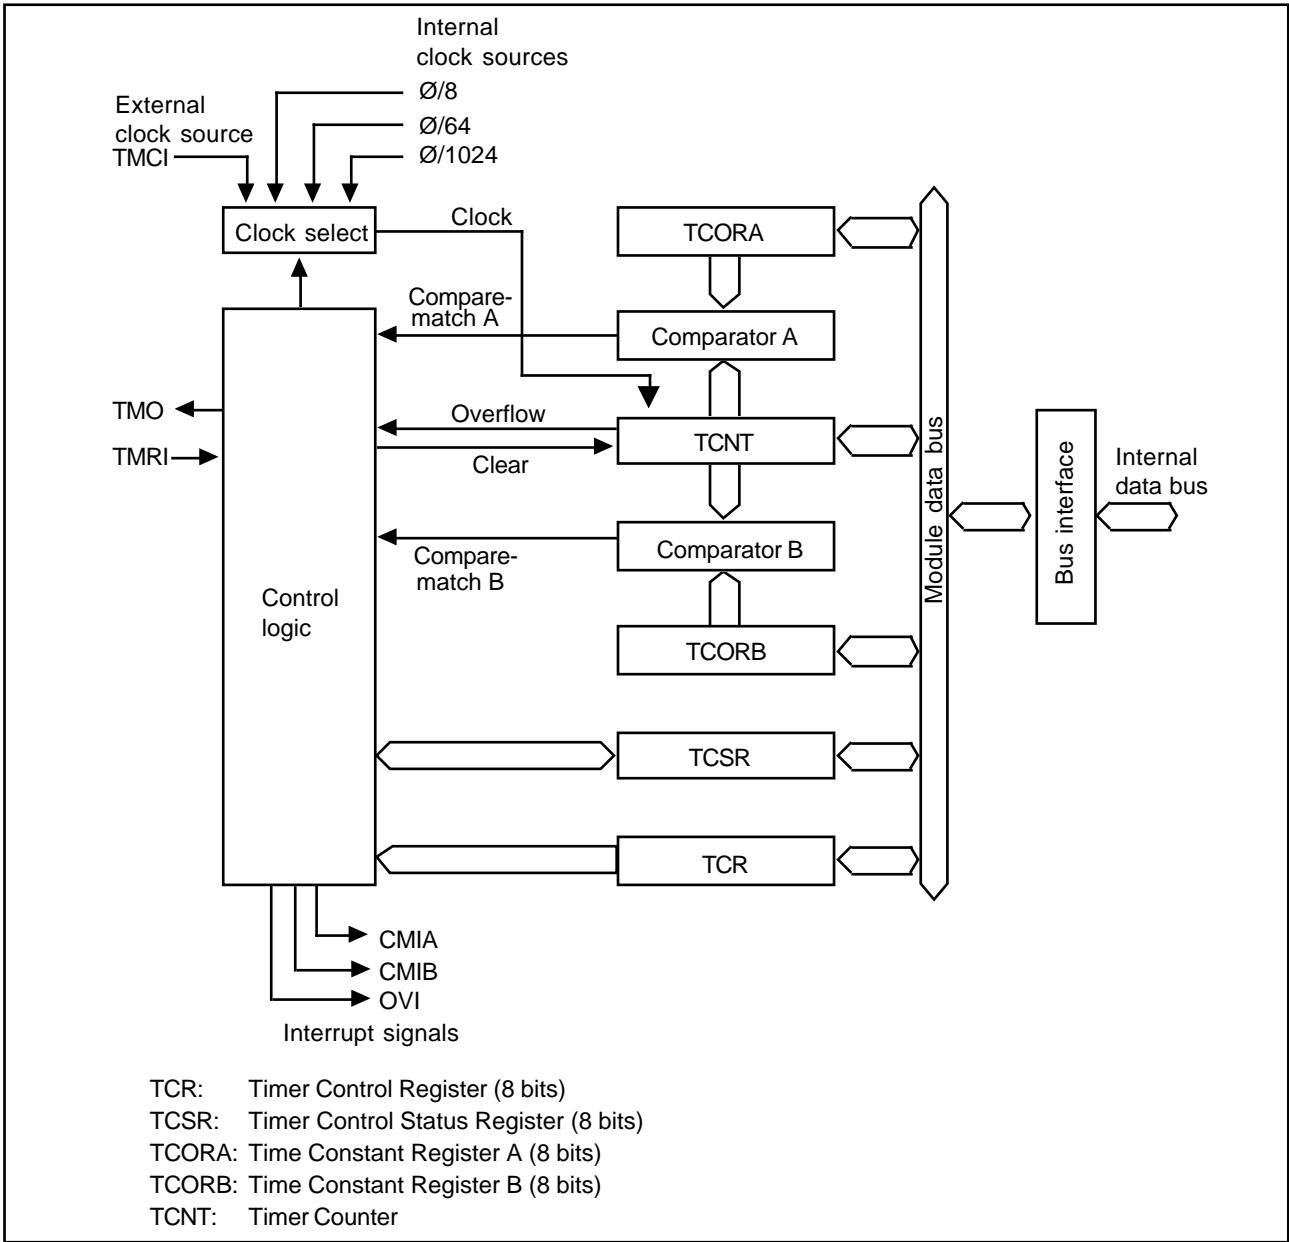 Internal
clock sources
Ø/8
Ø/64
Ø/1024
External
clock source
TMCI
Clock select
Clock
TCORA
Compare-
match A
Comparator A
TMO
TMRI
Overflow
Clear
TCNT
Compare-
match B
Comparator B
Control
logic
TCORB
TCSR
TCR
Module data bus
Bus interface
Internal
data bus
CMIA
CMIB
OVI
Interrupt signals
TCR: Timer Control Register (8 bits)
TCSR: Timer Control Status Register (8 bits)
TCORA: Time Constant Register A (8 bits)
TCORB: Time Constant Register B (8 bits)
TCNT: Timer Counter